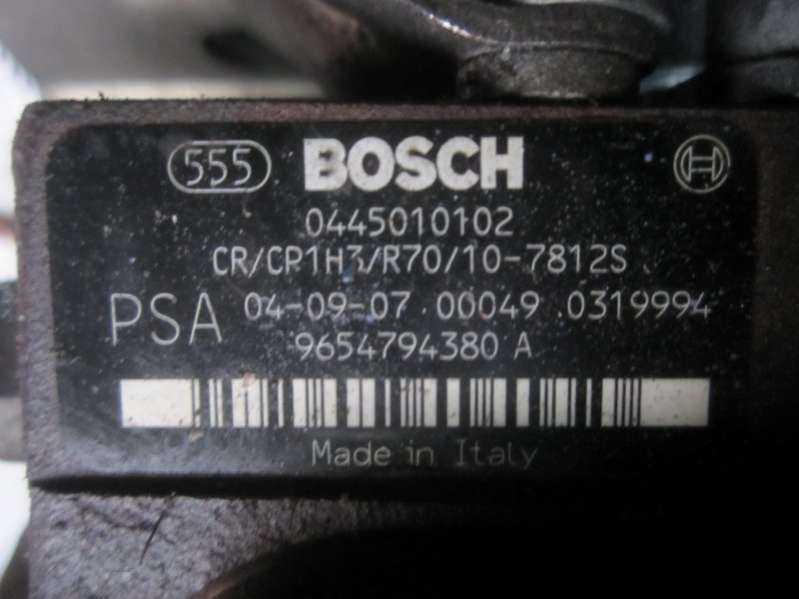 555 BOSCH
0445010102
CR/CP1H3/R70/10-7812S
PSA 04-09-07 00049 0319994
9654794380 A
Made in Italy